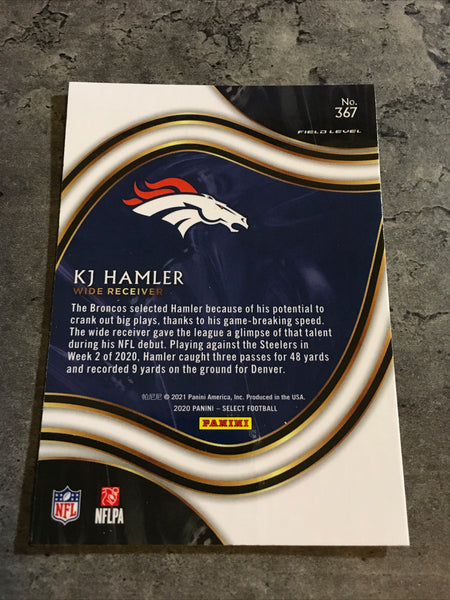 No.
367
FIELD LEVEL
KJ HAMLER
WIDE RECEIVER
The Broncos selected Hamler because of his potential to
crank out big plays, thanks to his game-breaking speed.
The wide receiver gave the league a glimpse of that talent
during his NFL debut. Playing against the Steelers in
Week 2 of 2020, Hamler caught three passes for 48 yards
and recorded 9 yards on the ground for Denver.
帕尼尼 © 2021 Panini America, Inc. Produced in the USA.
2020 PANINI – SELECT FOOTBALL
PANINI
NFL
NFLPA